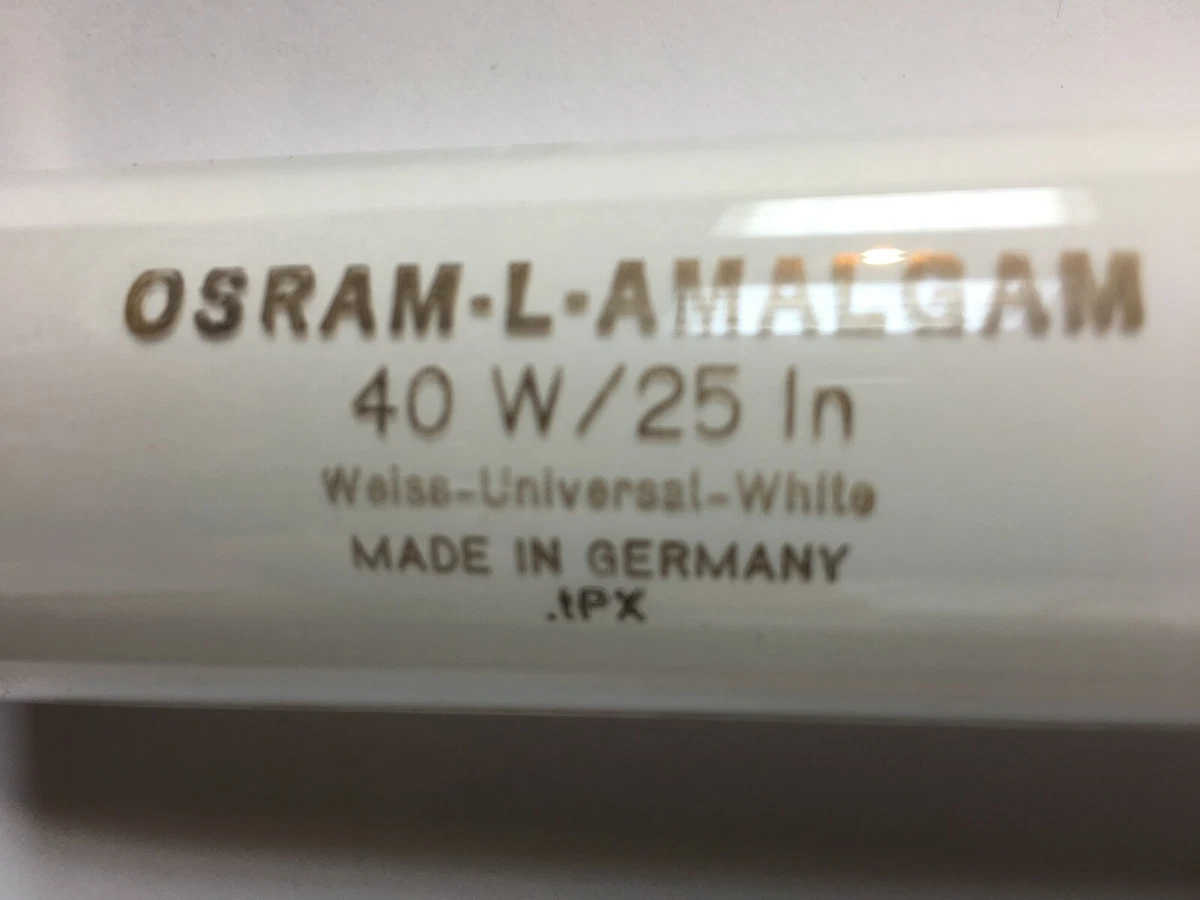 OSRAM·L·AMALGAM
40 W/25 In
Weiss-Universal-White
MADE IN GERMANY
.tPX